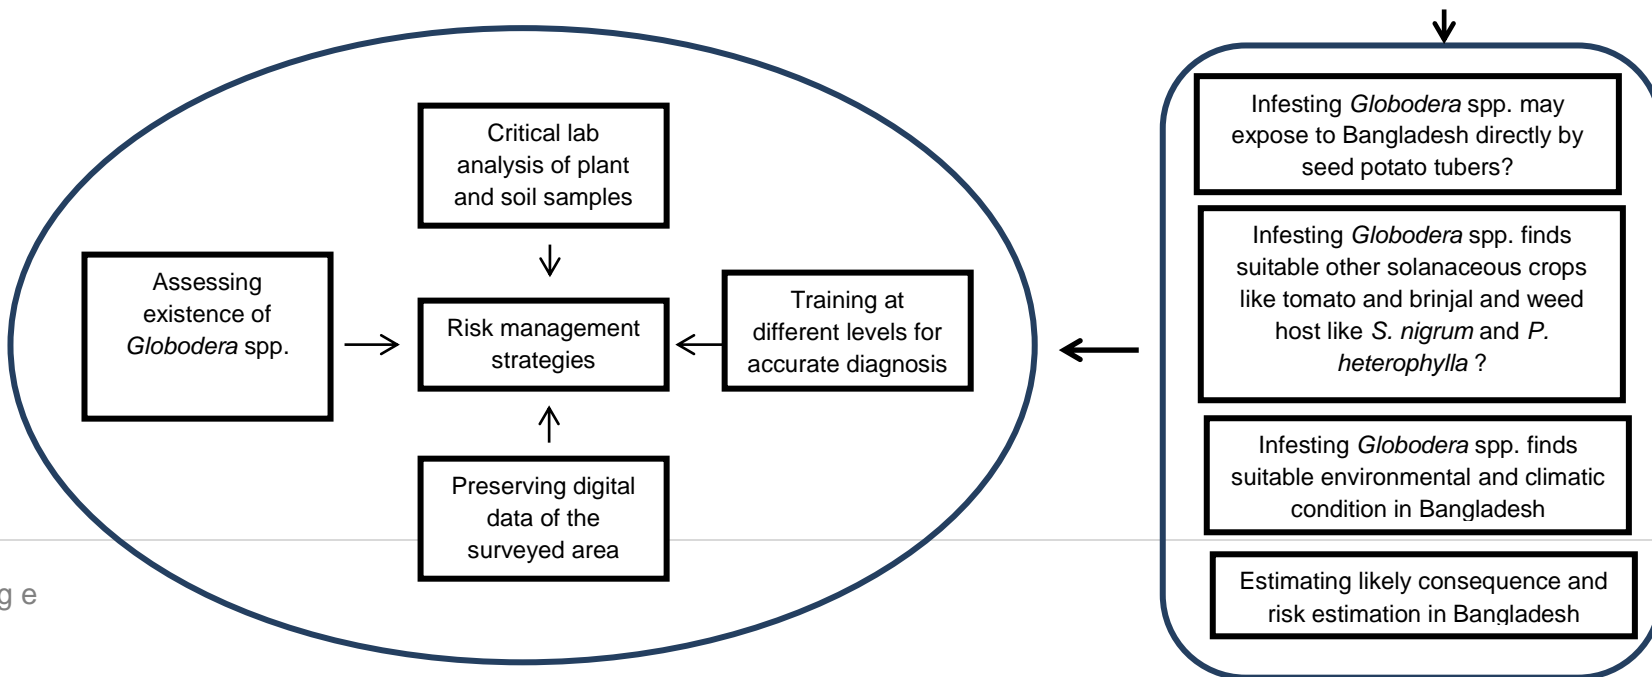 Critical lab
analysis of plant
and soil samples
Assessing
existence of
Globodera spp.
Risk management
strategies
Training at
different levels for
accurate diagnosis
Preserving digital
data of the
surveyed area
Infesting Globodera spp. may
expose to Bangladesh directly by
seed potato tubers?
Infesting Globodera spp. finds
suitable other solanaceous crops
like tomato and brinjal and weed
host like S. nigrum and P.
heterophylla ?
Infesting Globodera spp. finds
suitable environmental and climatic
condition in Bangladesh
Estimating likely consequence and
risk estimation in Bangladesh
g e